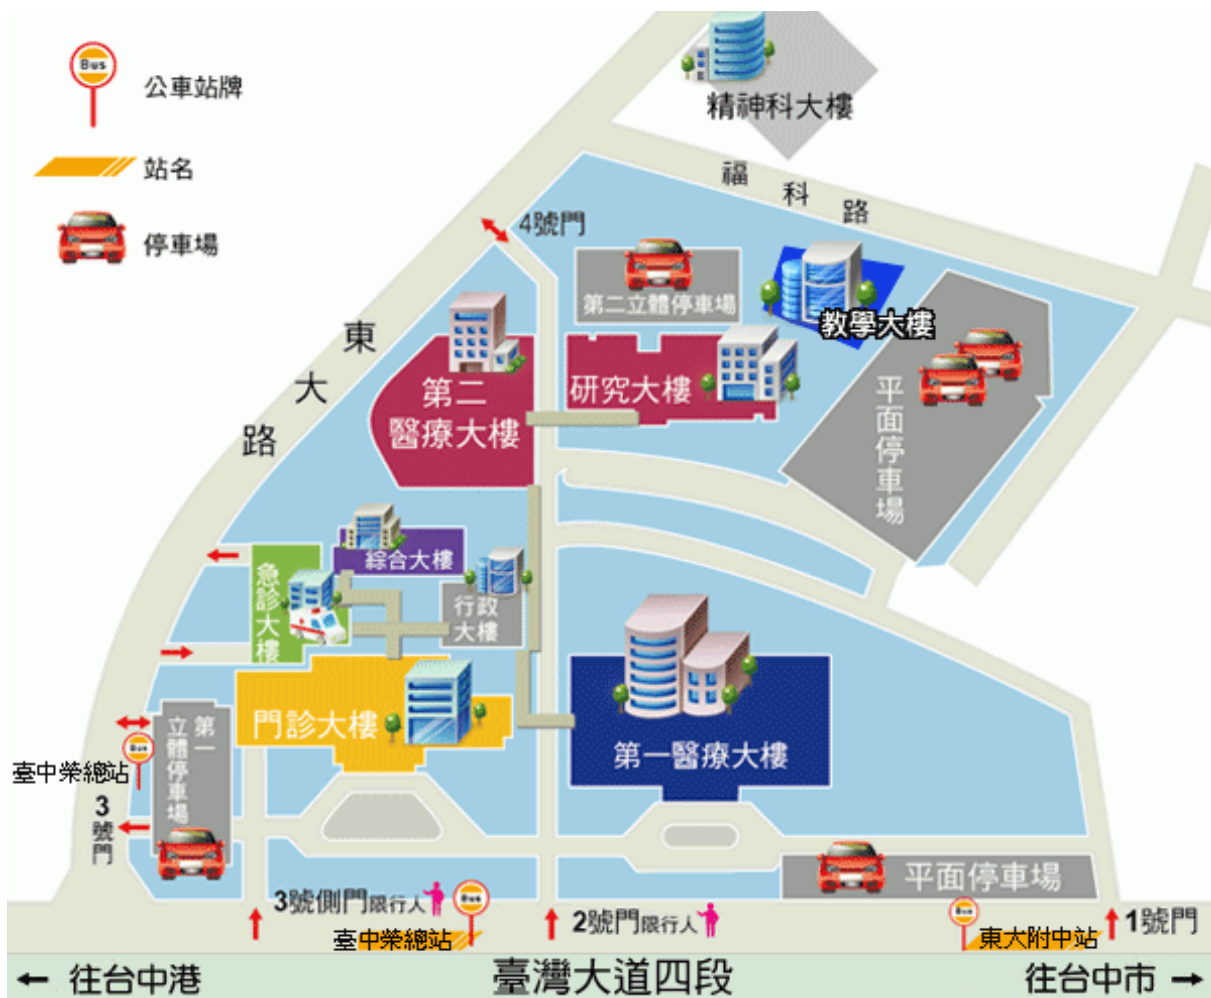 Bus
公車站牌
站名
停車場
精神科大樓
福科路
4號門
第二立體停車場
教學大樓
東大路
第二
醫療大樓
研究大樓
平面停車場
綜合大樓
急診大樓
行政
大樓
門診大樓
第一醫療大樓
第一
立體停車場
Bus
臺中榮總站
3號門
平面停車場
3號側門限行人
Bus
臺中榮總站
2號門限行人
Bus
東大附中站
1號門
往台中港
臺灣大道四段
往台中市